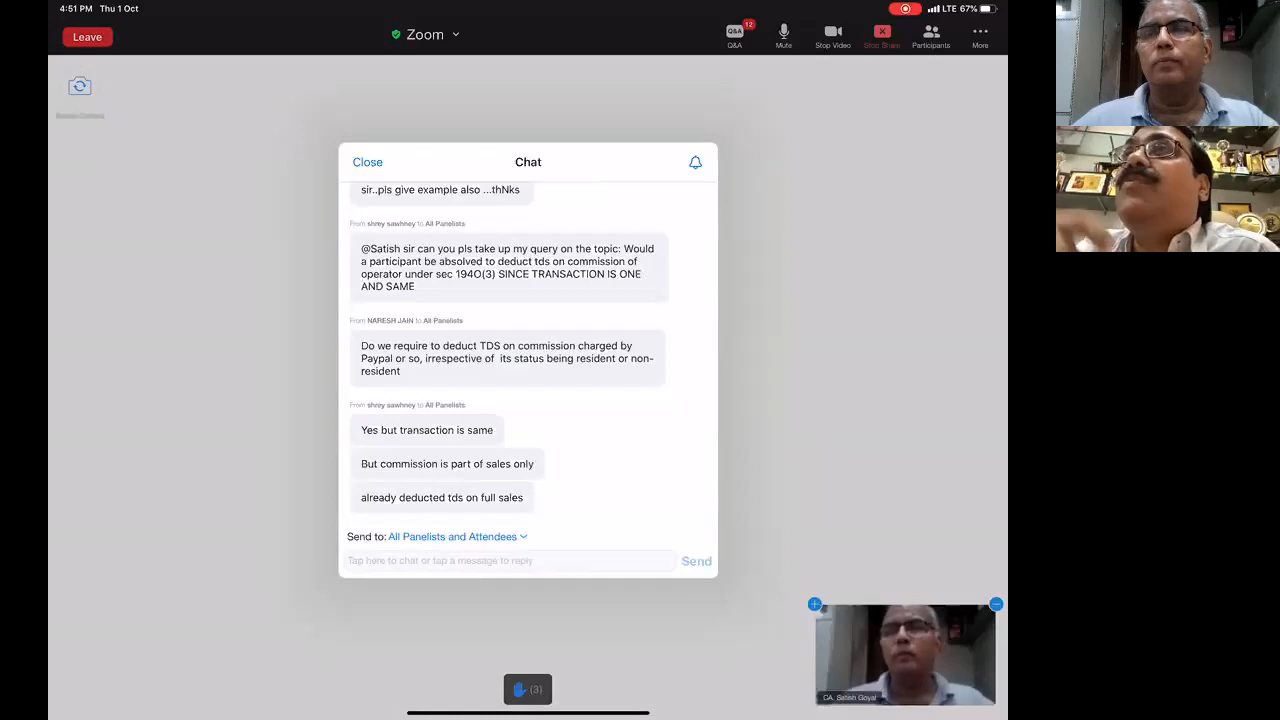 4:51 PM Thu 1 Oct
LTE 67%
Leave
Zoom
12
Q&A
Q&A
Mute
Stop Video
Stop Share
Participants
More
Close
Chat
sir..pls give example also ...thNks
From shrey sawhney to All Panelists:
@Satish sir can you pls take up my query on the topic: Would
a participant be absolved to deduct tds on commission of
operator under sec 194O(3) SINCE TRANSACTION IS ONE
AND SAME
From NARESH JAIN to All Panelists
Do we require to deduct TDS on commission charged by
Paypal or so, irrespective of its status being resident or non-
resident
From shrey sawhney to All Panelists:
Yes but transaction is same
But commission is part of sales only
already deducted tds on full sales
Send to: All Panelists and Attendees
Tap here to chat or tap a message to reply
Send
(3)
CA. Satish Goyal